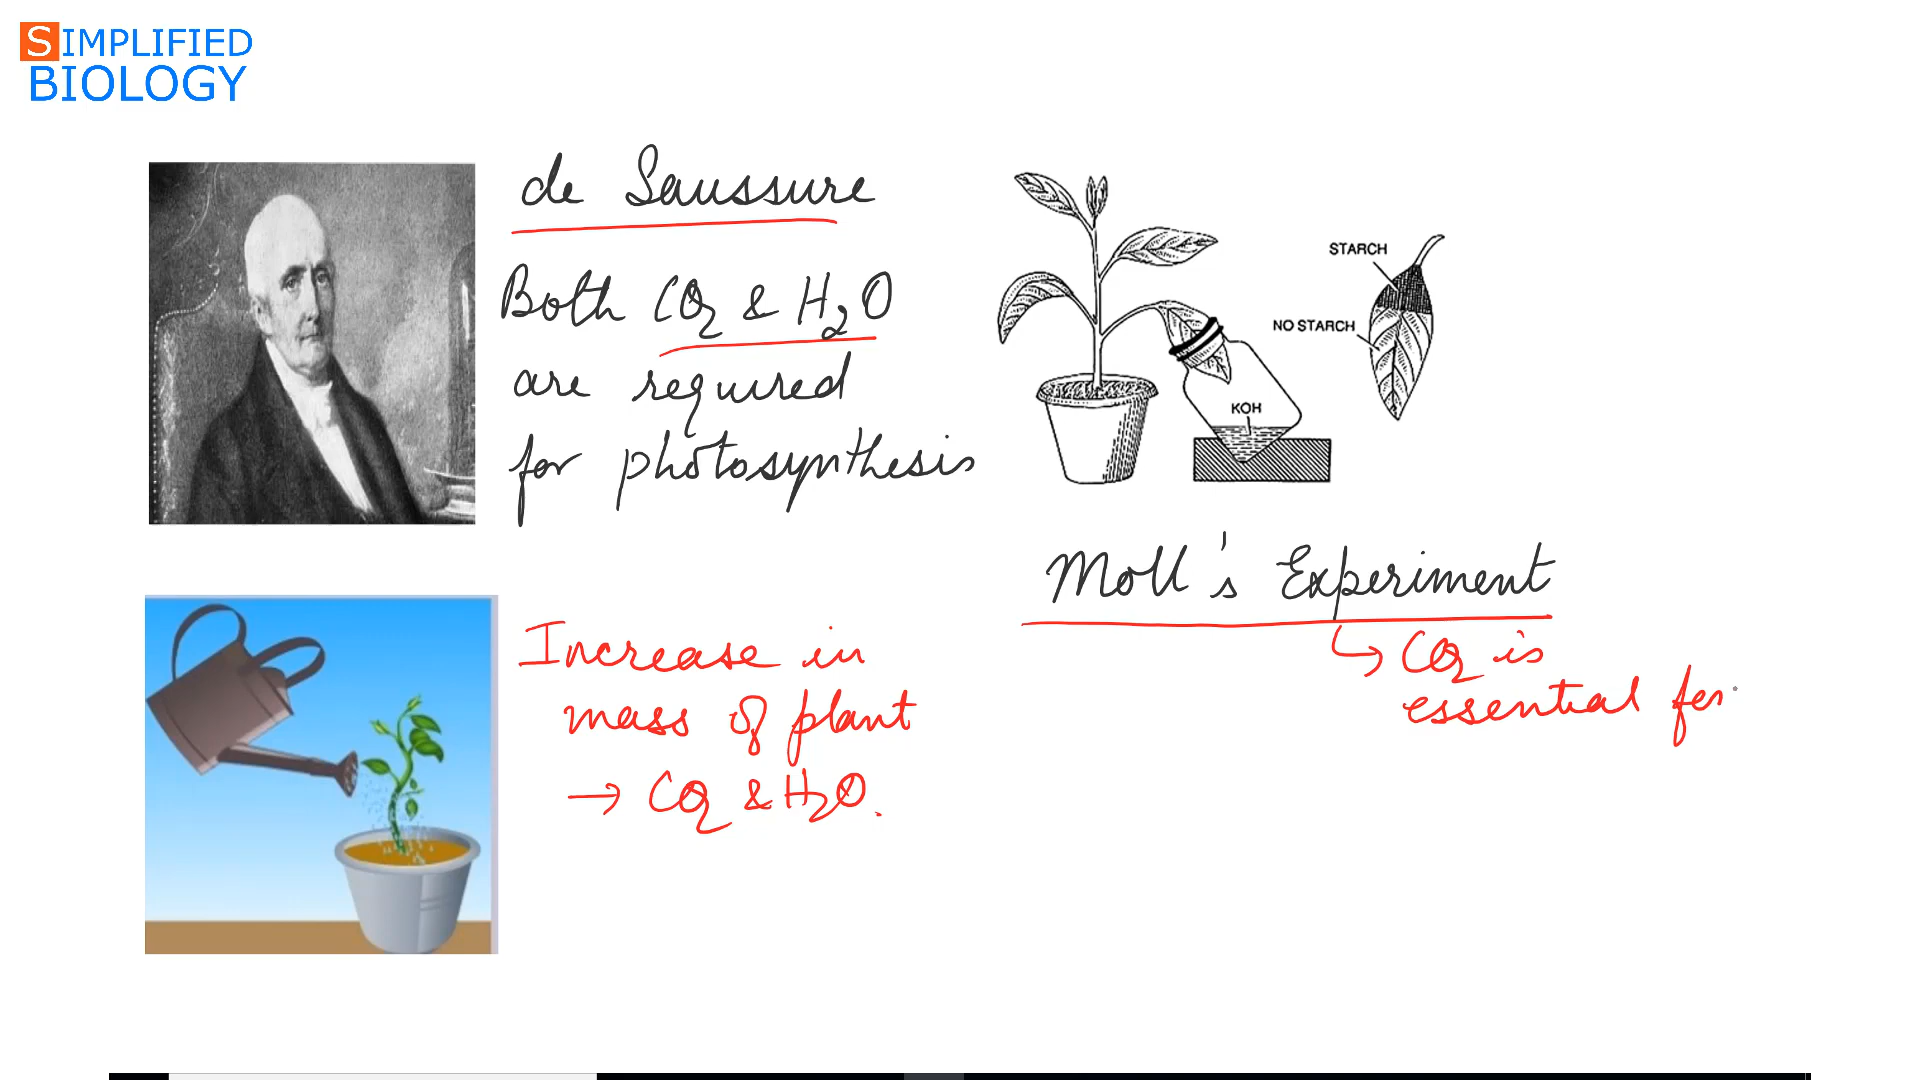 SIMPLIFIED
BIOLOGY
de Saussure
Both CO2 & H2O
are required
for photosynthesis
STARCH
NO STARCH
KOH
Moll's Experiment
↳ CO2 is
essential for
Increase in
mass of plant
→ CO2 & H2O.